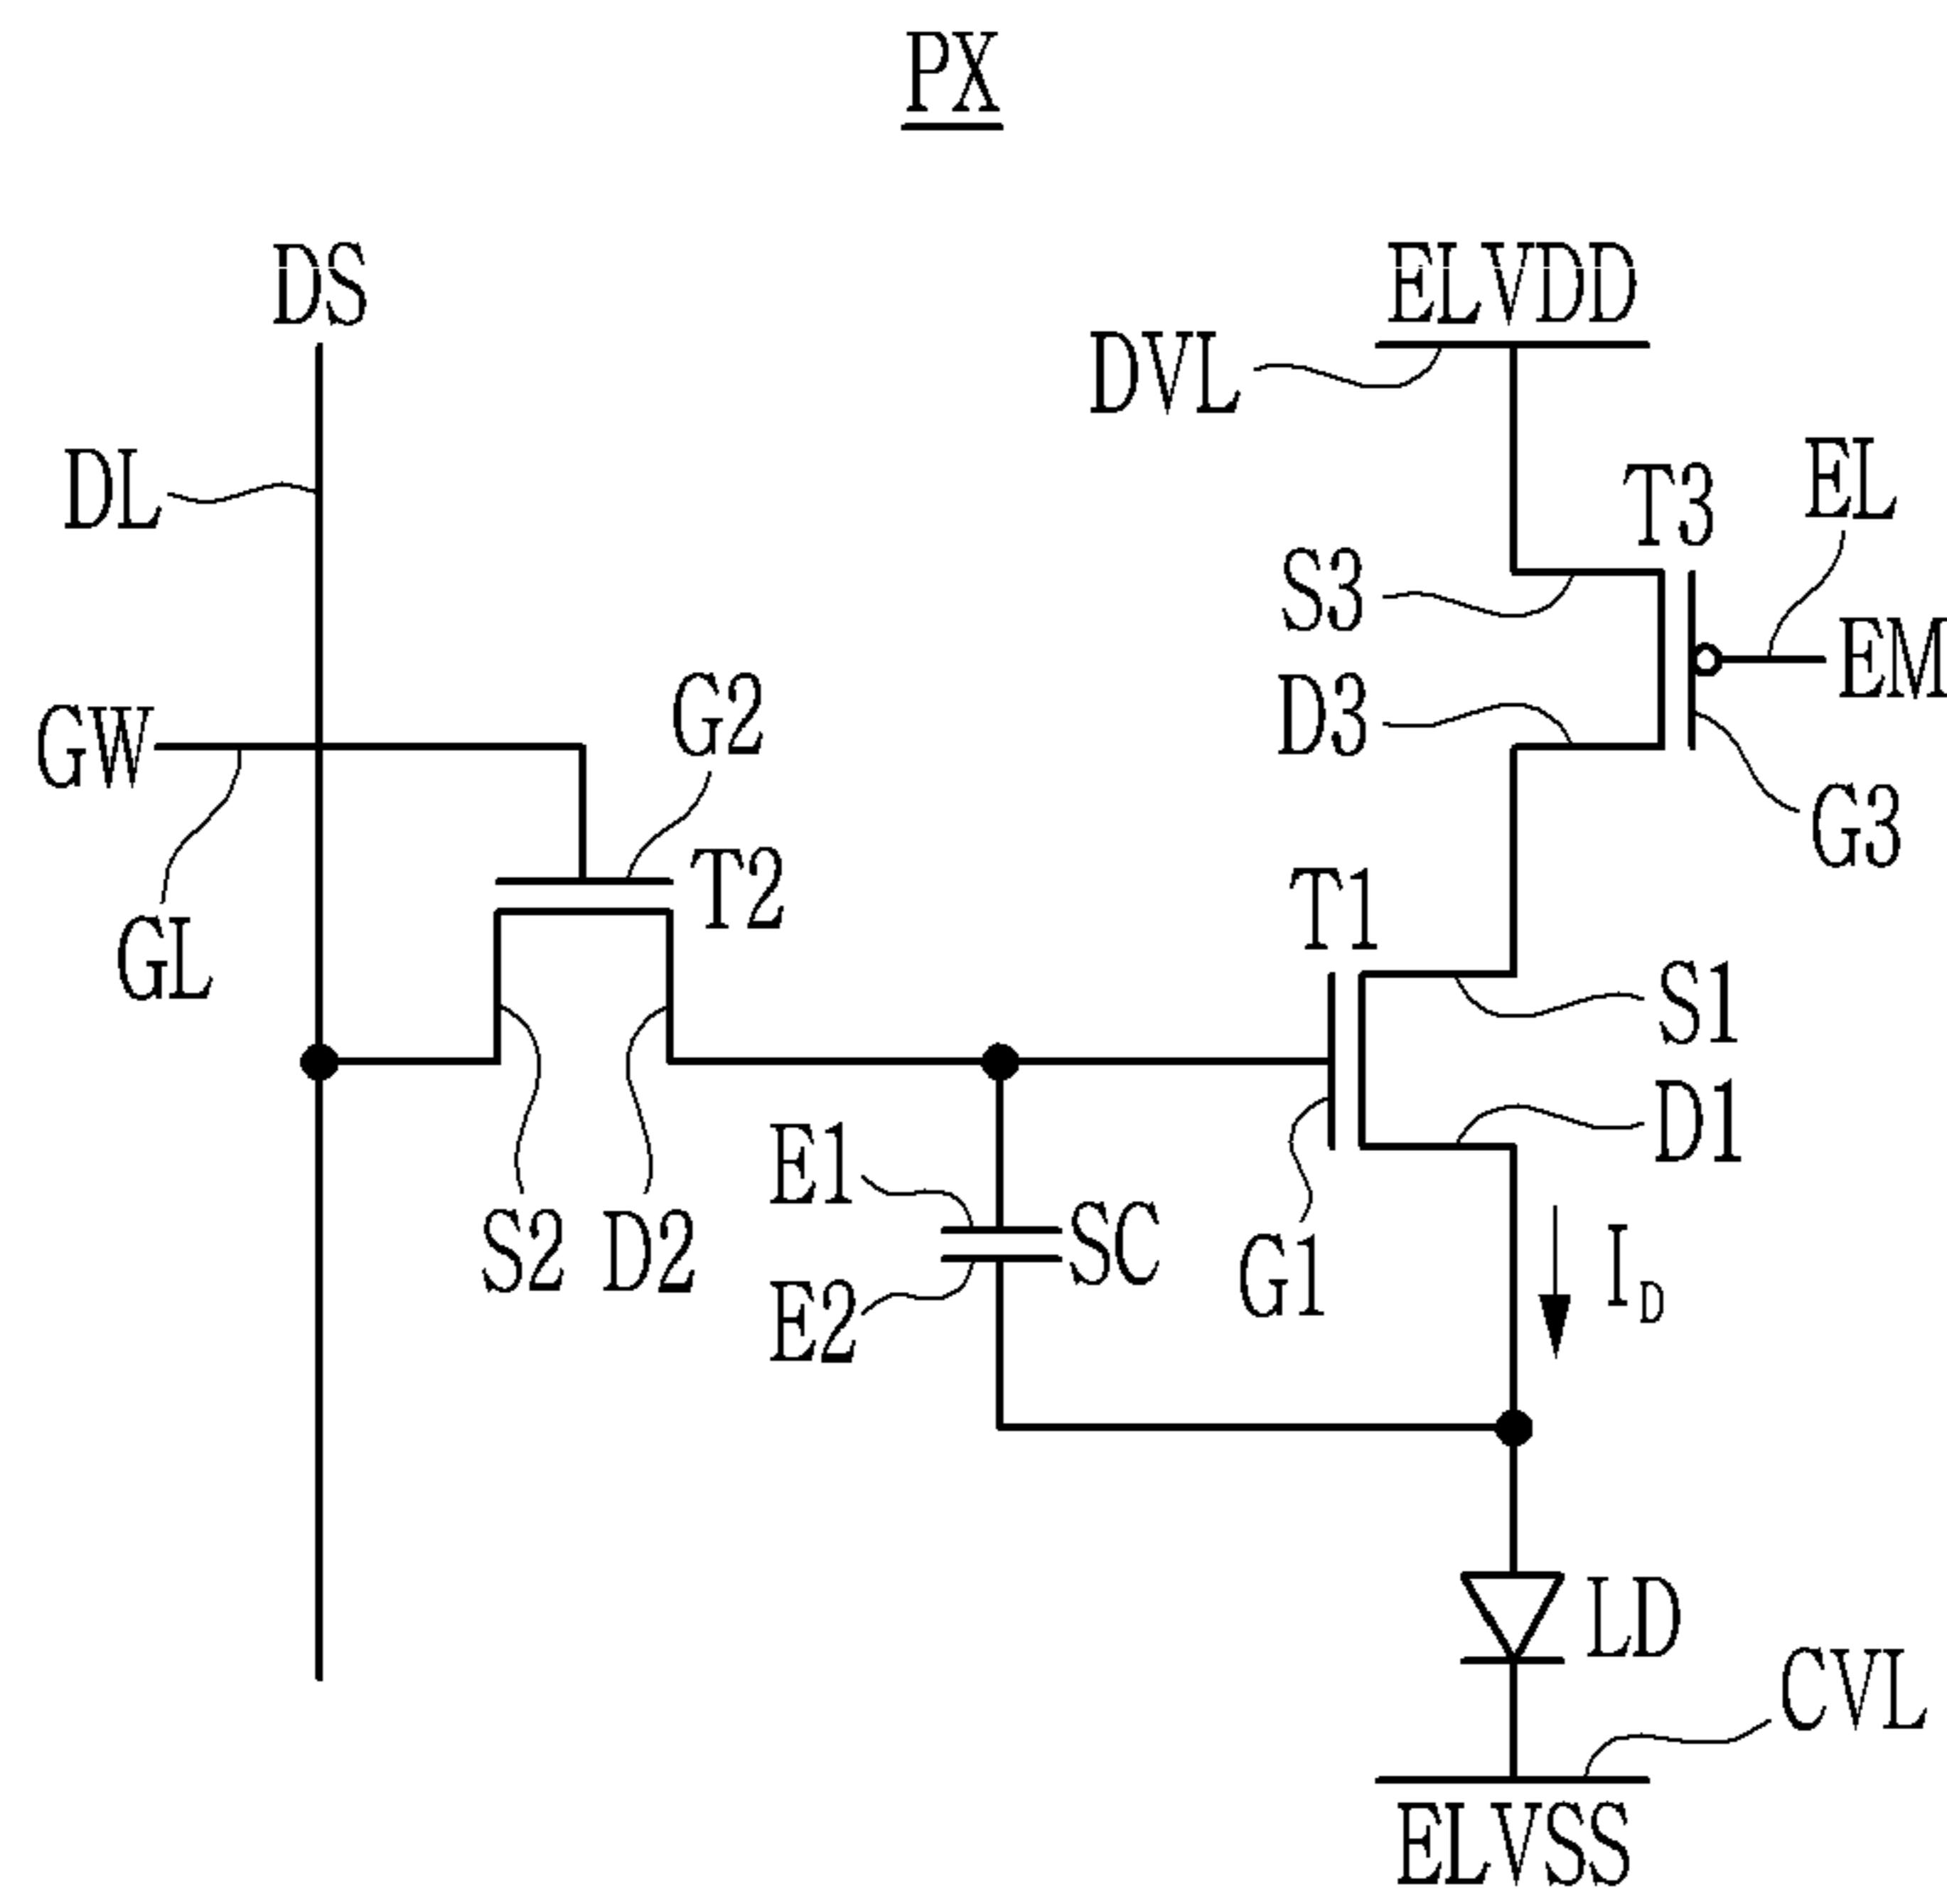 PX
DS
ELVDD
DVL
DL
T3
EL
S3
EM
D3
G2
GW
G3
T2
T1
GL
S1
D1
E1
SC
S2
D2
G1
I_D
E2
LD
CVL
ELVSS